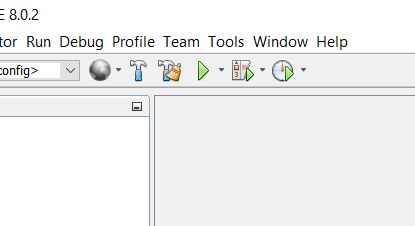 E 8.0.2
tor Run Debug Profile Team Tools Window Help
config>